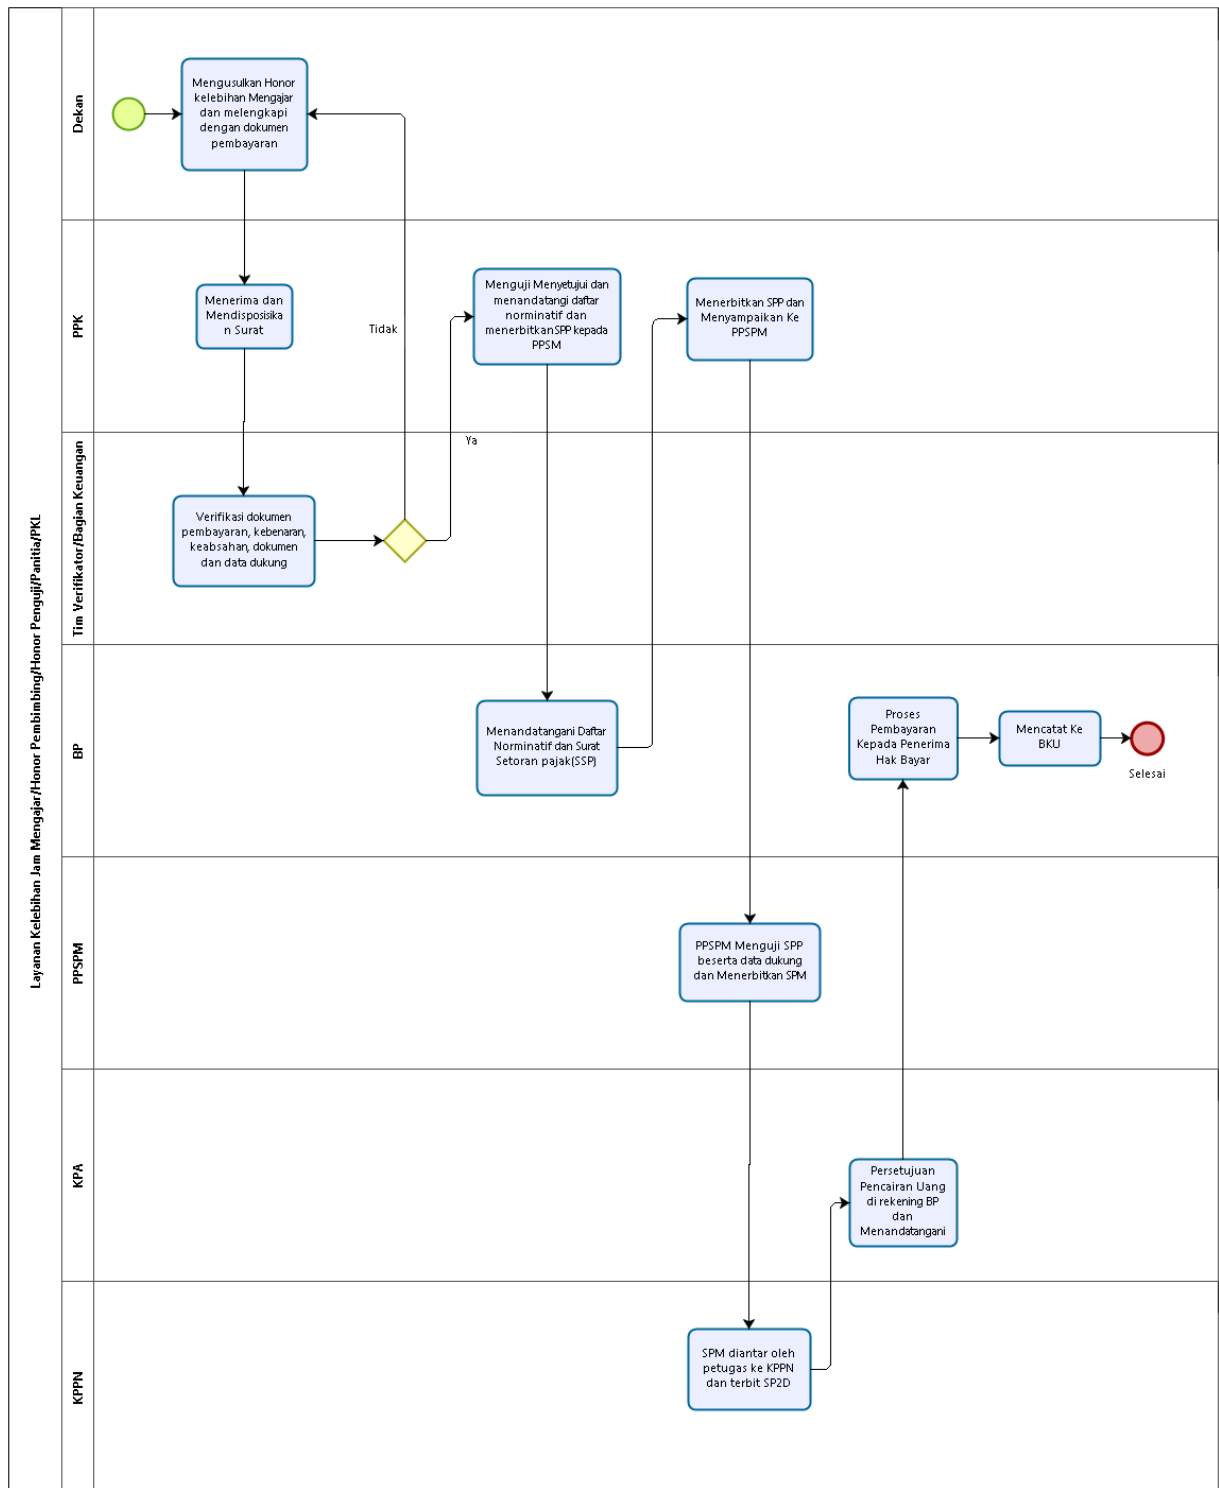 Layanan Kelebihan Jam Mengajar/Honor Pembimbing/Honor Penguji/Panitia/PKL
Dekan
Mengusulkan Honor
kelebihan Mengajar
dan melengkapi
dengan dokumen
pembayaran
PPK
Menerima dan
Mendisposisika
n Surat
Tidak
Menguji Menyetujui dan
menandatangi daftar
norminatif dan
menerbitkan SPP kepada
PPSM
Menerbitkan SPP dan
Menyampaikan Ke
PPSPM
Ya
Tim Verifikator/Bagian Keuangan
Verifikasi dokumen
pembayaran, kebenaran,
keabsahan, dokumen
dan data dukung
BP
Menandatangani Daftar
Norminatif dan Surat
Setoran pajak(SSP)
Proses
Pembayaran
Kepada Penerima
Hak Bayar
Mencatat Ke
BKU
Selesai
PPSPM
PPSPM Menguji SPP
beserta data dukung
dan Menerbitkan SPM
KPA
Persetujuan
Pencairan Uang
di rekening BP
dan
Menandatangani
KPPN
SPM diantar oleh
petugas ke KPPN
dan terbit SP2D